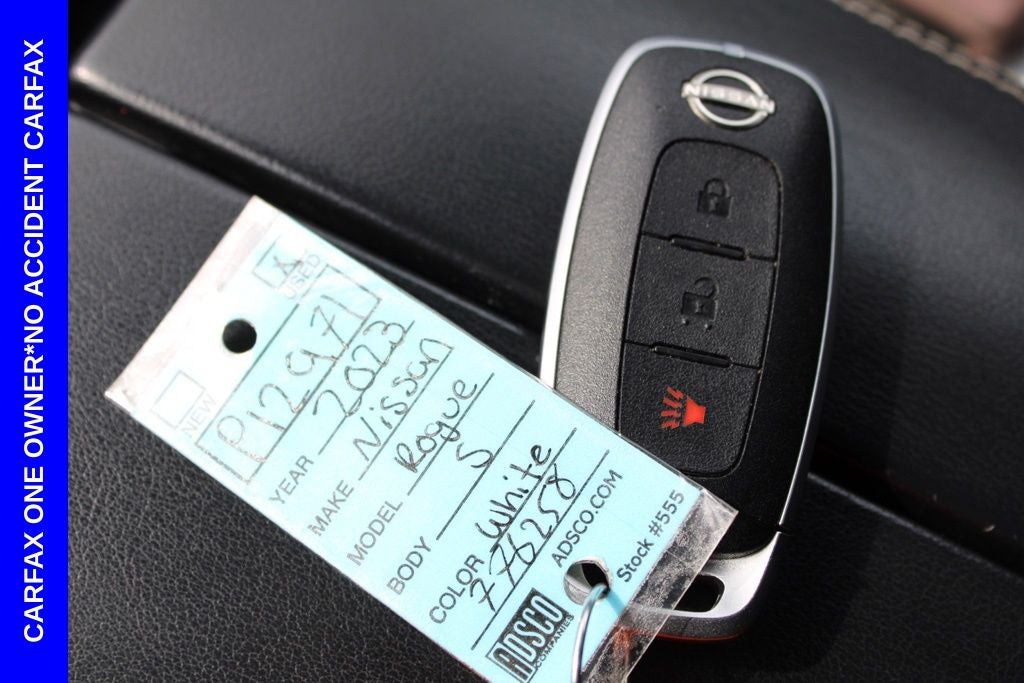 CARFAX ONE OWNER*NO ACCIDENT CARFAX
NISSAN
X USED
NEW
P12971
YEAR 2023
MAKE Nissan
MODEL Rogue
BODY S
COLOR White
776258
ADSCO COMPANIES
ADSCO.COM
Stock #555